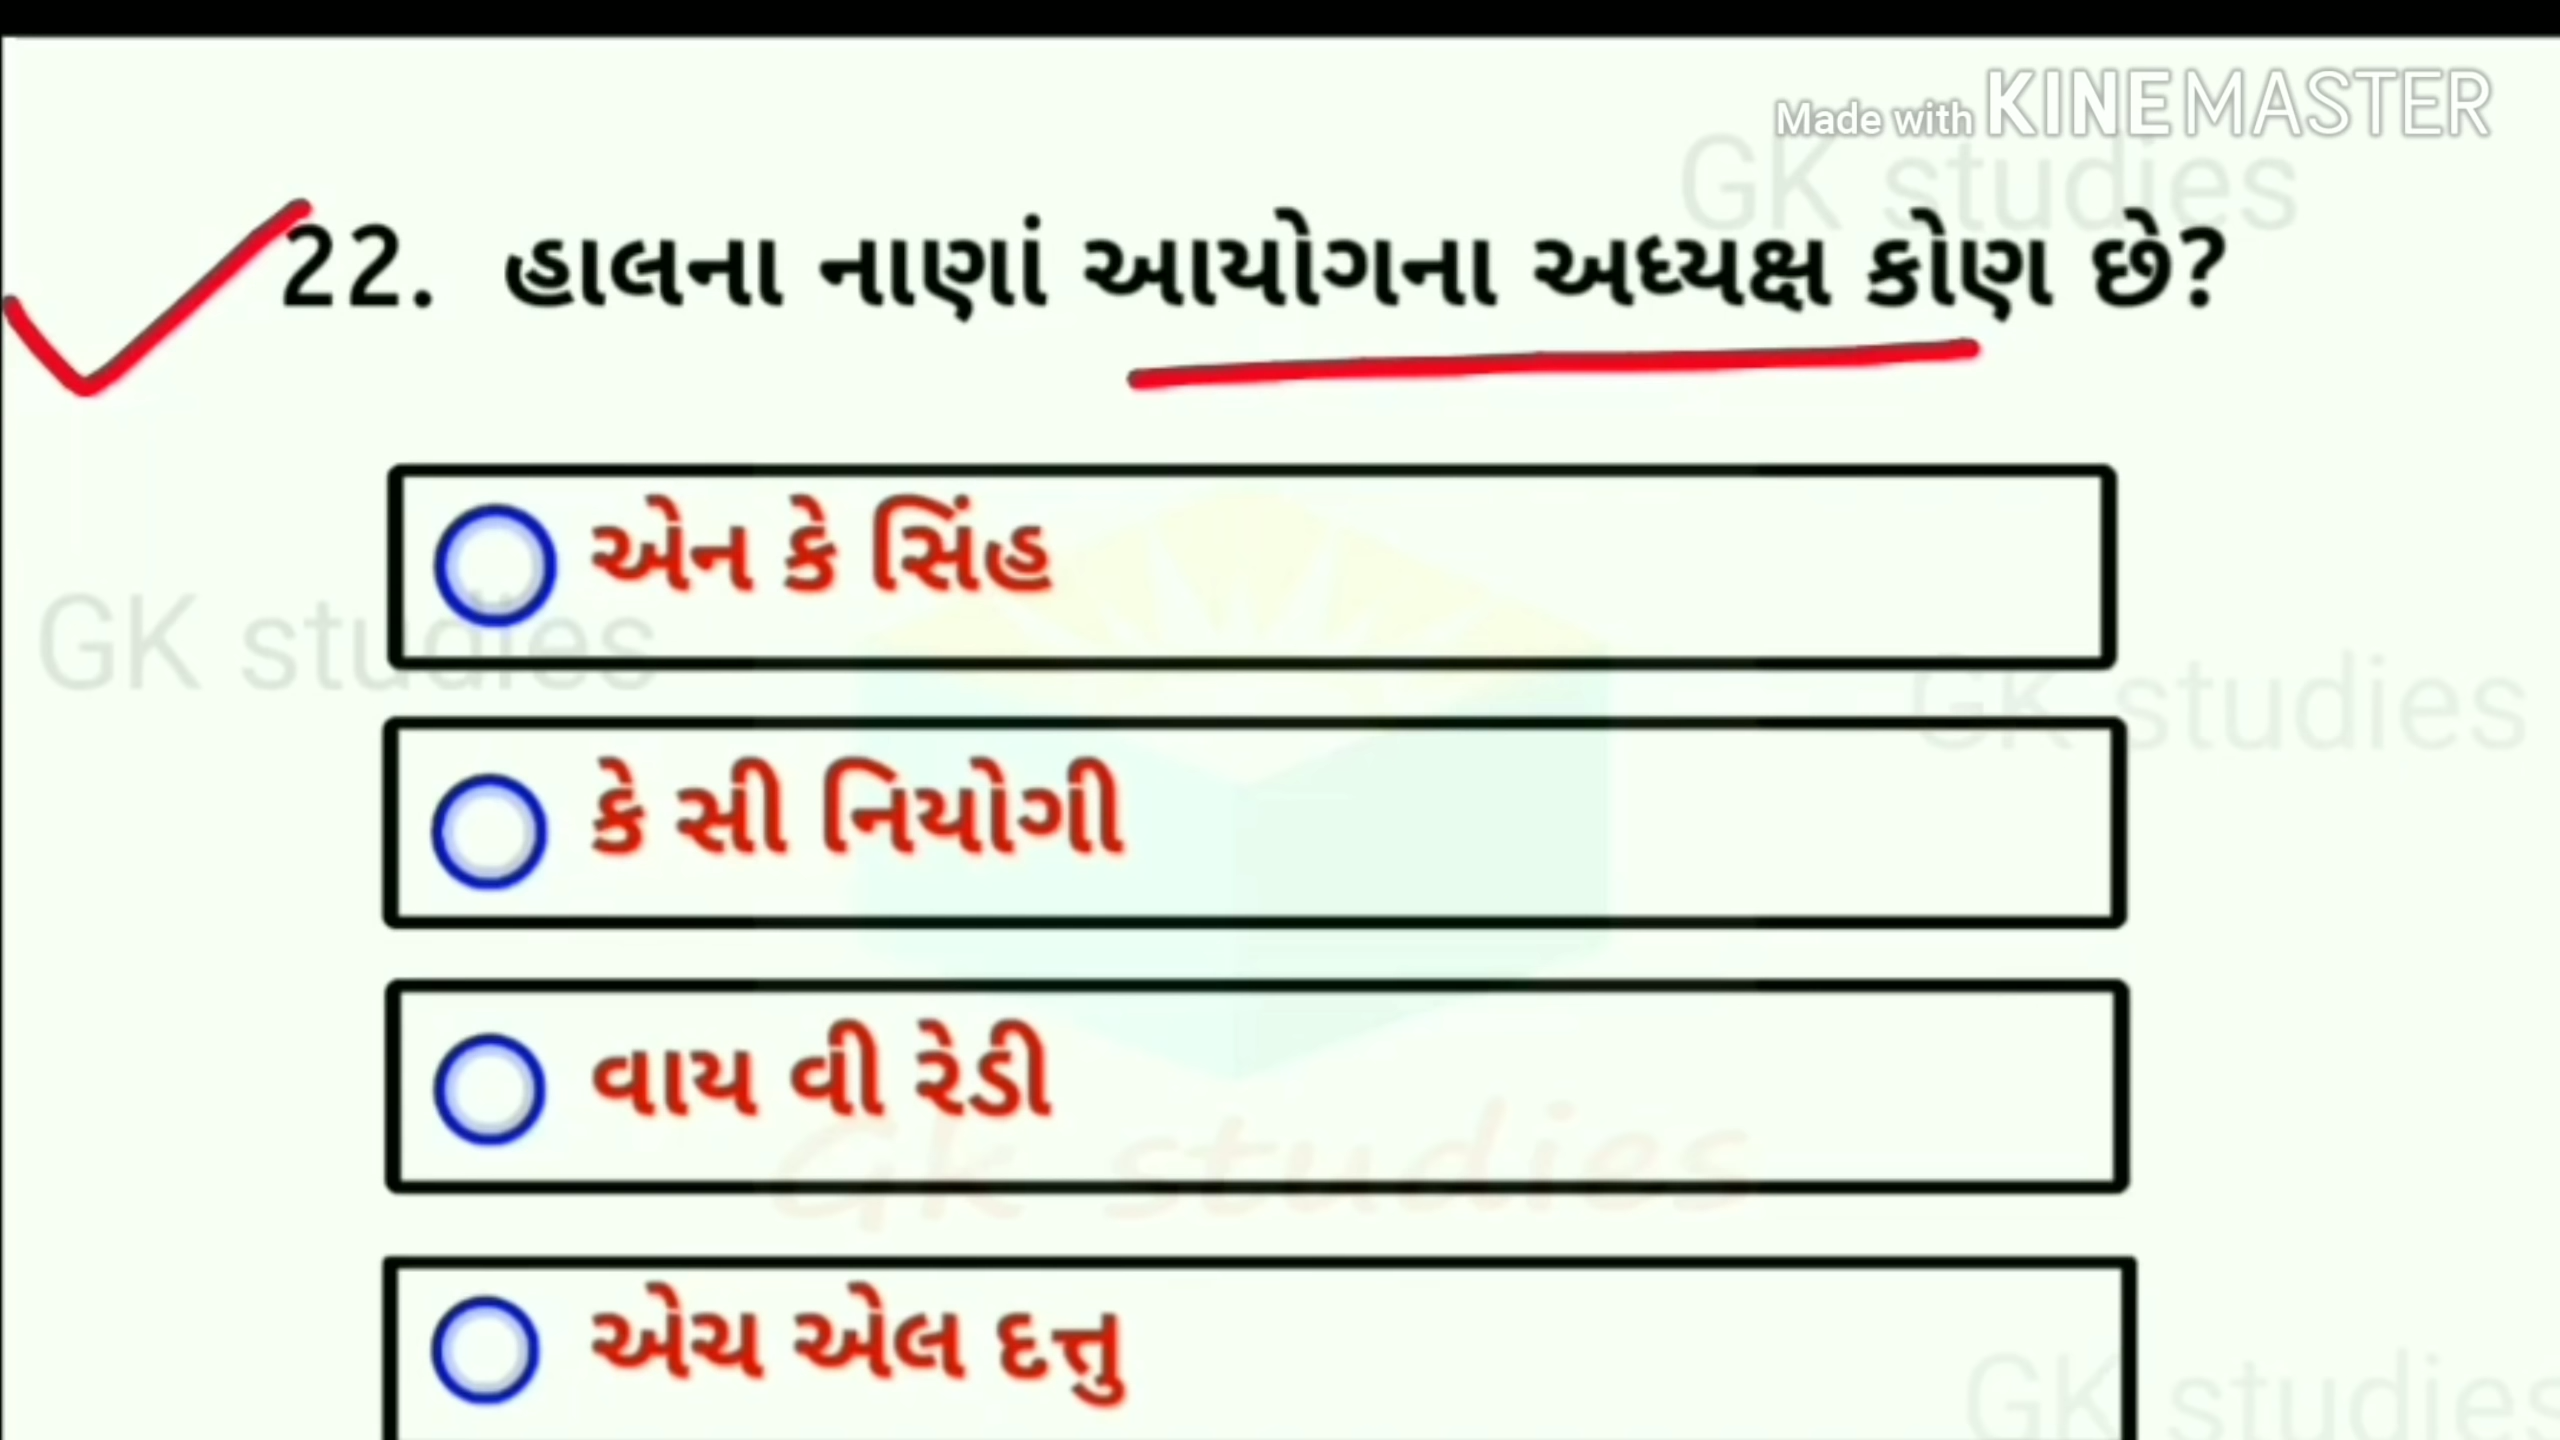 Made with KINEMASTER
GK studies
22. હાલના નાણાં આયોગના અધ્યક્ષ કોણ છે?
એન કે સિંહ
GK studies
કે સી નિયોગી
GK studies
વાય વી રેડી
Gk studies
એચ એલ દત્તુ
GK studies